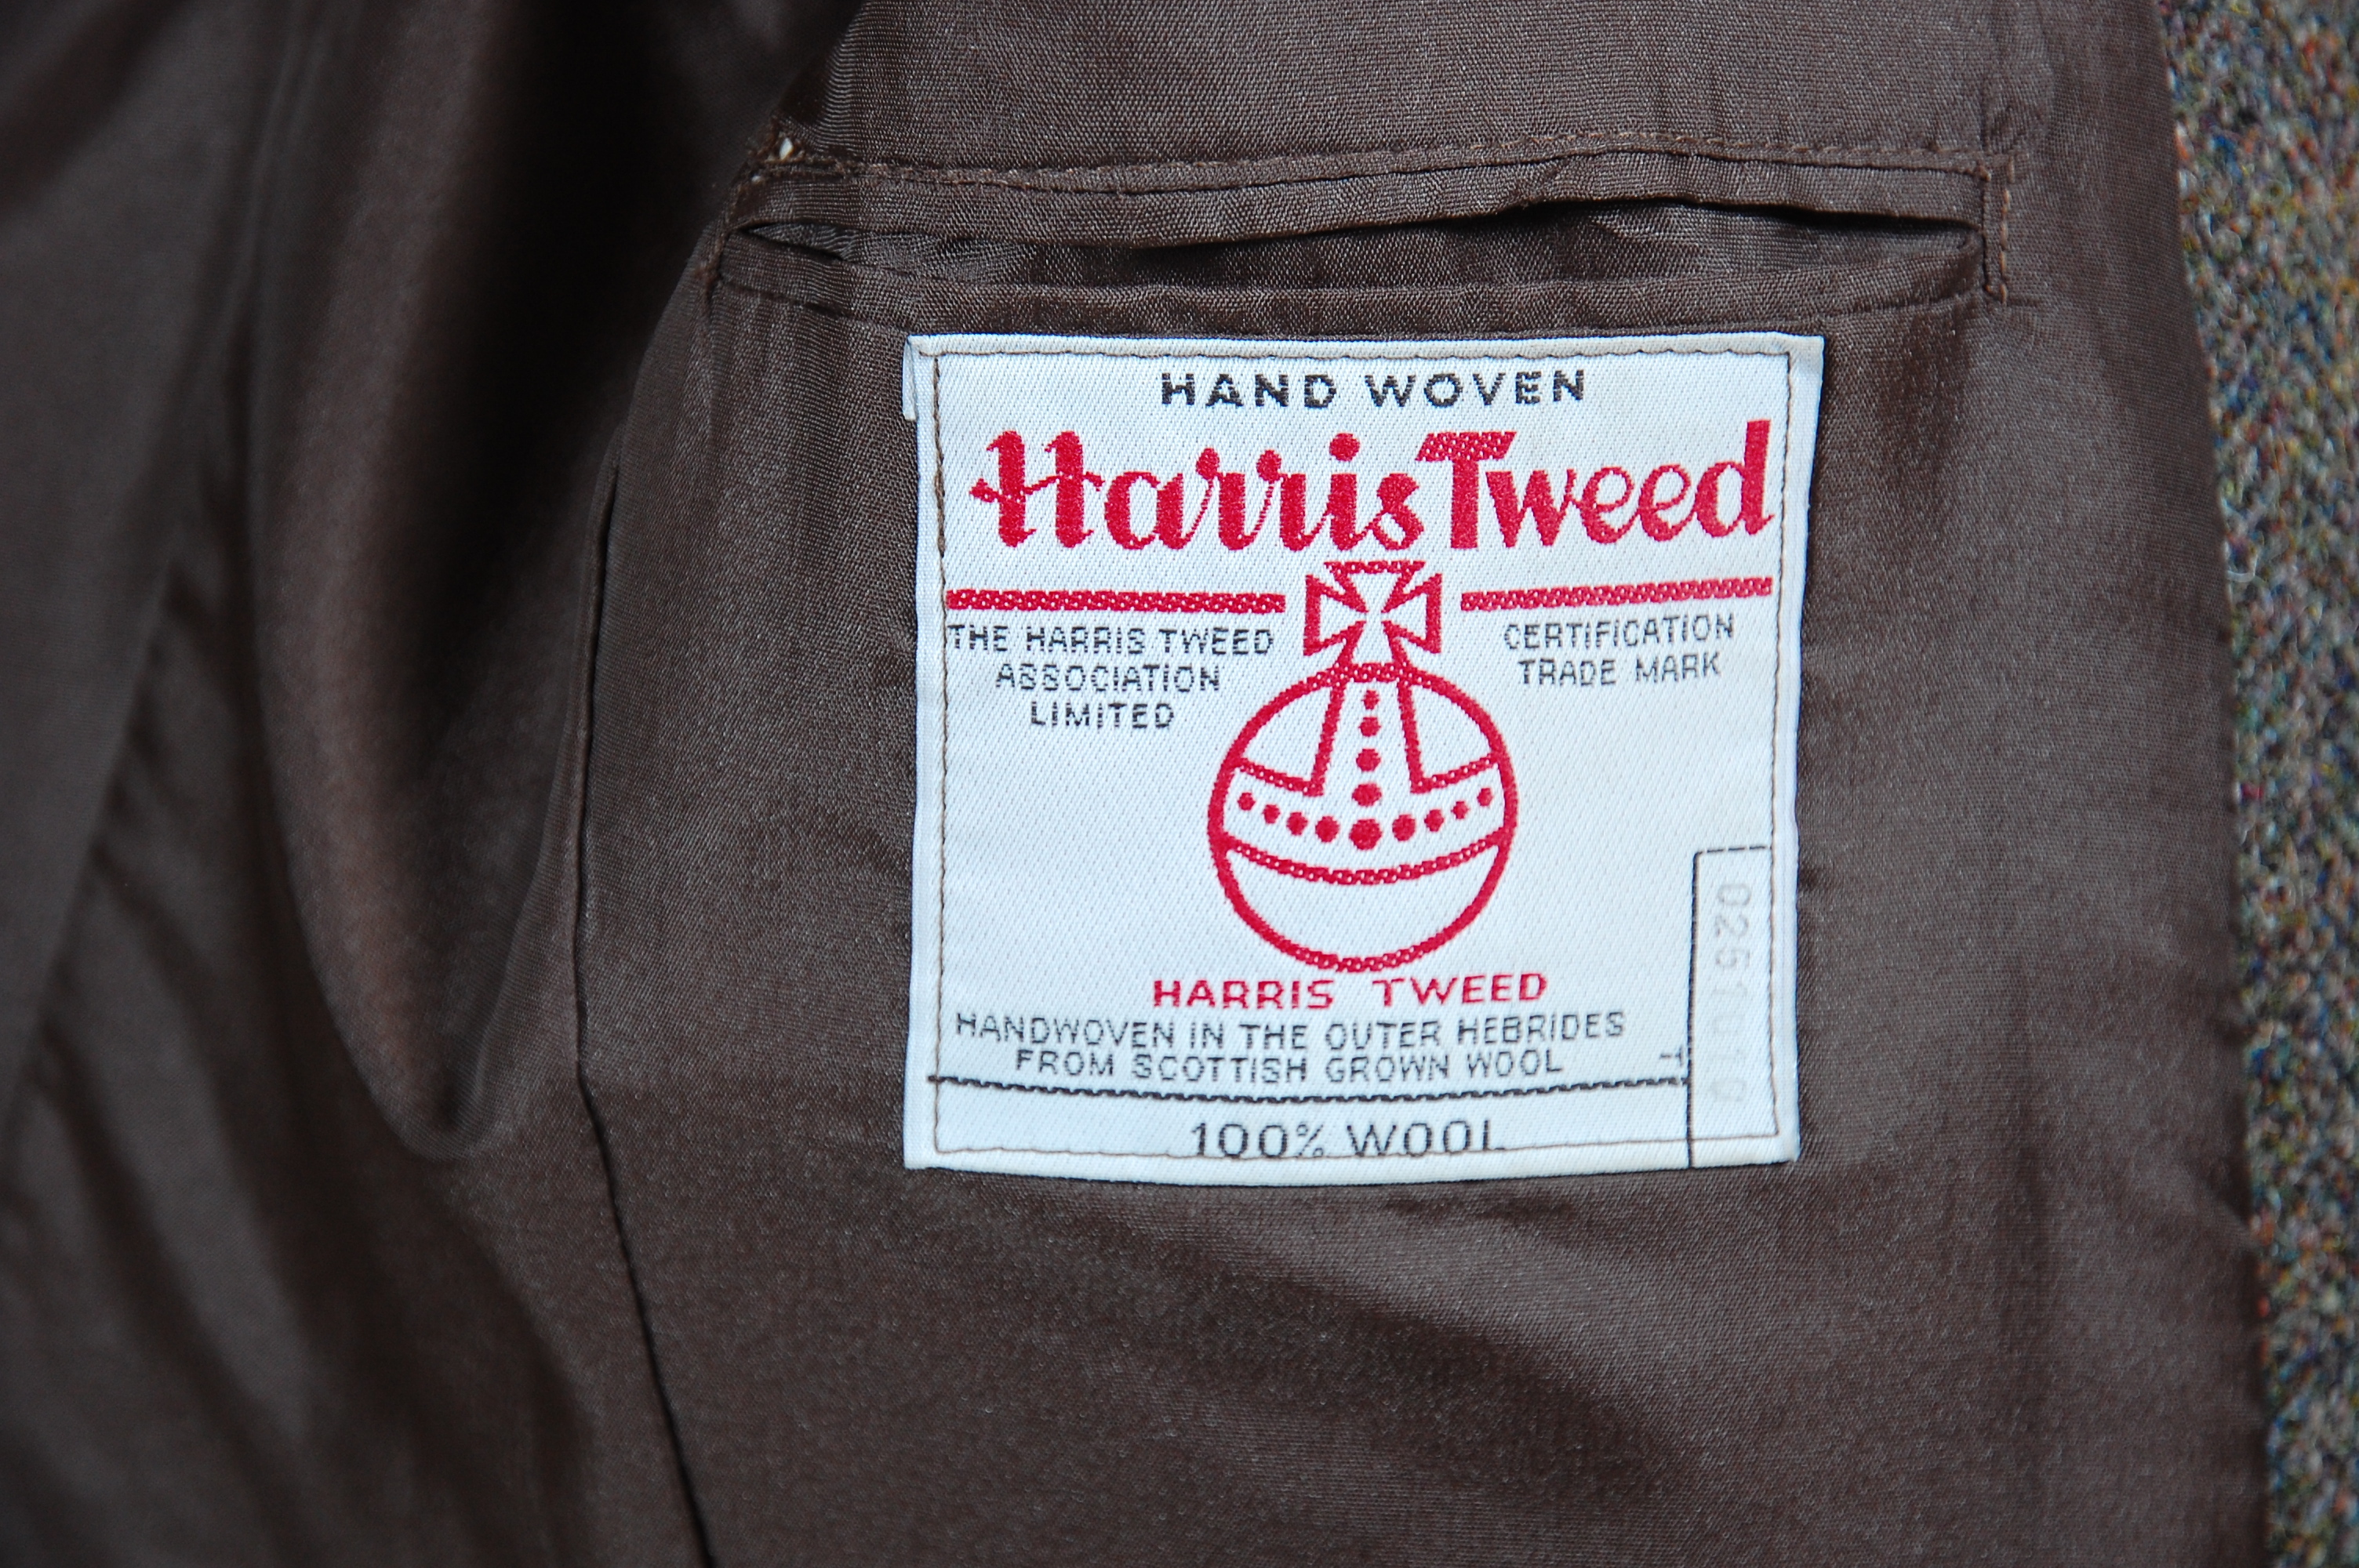 HAND WOVEN
Harris Tweed
THE HARRIS TWEED
ASSOCIATION
LIMITED
CERTIFICATION
TRADE MARK
HARRIS TWEED
HANDWOVEN IN THE OUTER HEBRIDES
FROM SCOTTISH GROWN WOOL
100% WOOL